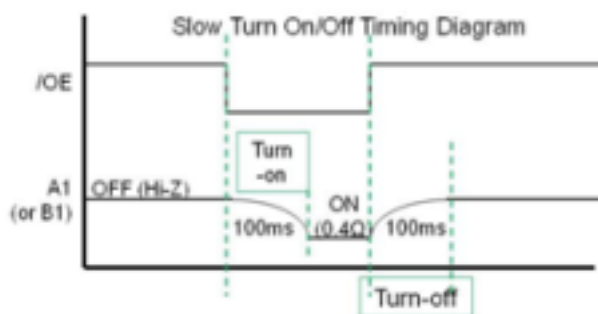 Slow Turn On/Off Timing Diagram
/OE
Turn
-on
A1
(or B1)
OFF (Hi-Z)
ON
(0.4Ω)
100ms
100ms
Turn-off